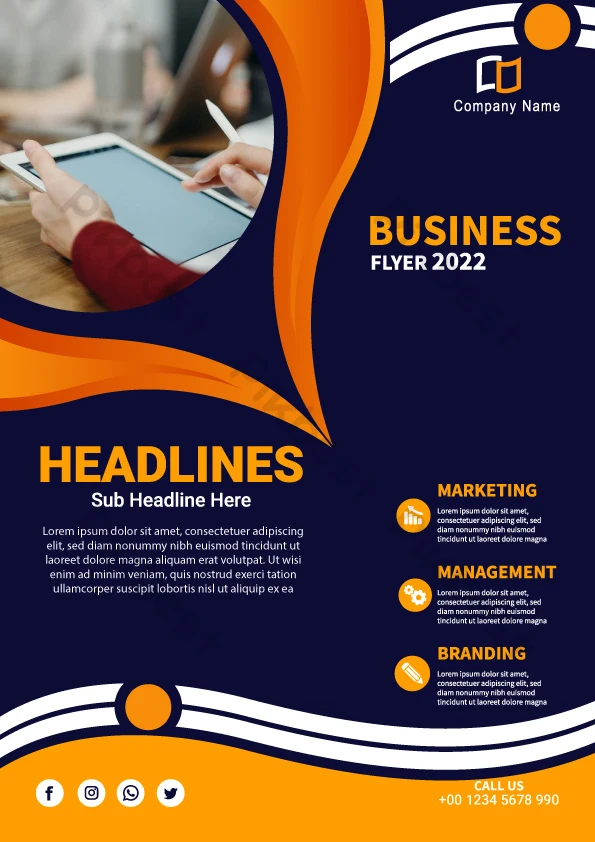 Company Name
BUSINESS
FLYER 2022
HEADLINES
Sub Headline Here
Lorem ipsum dolor sit amet, consectetuer adipiscing
elit, sed diam nonummy nibh euismod tincidunt ut
laoreet dolore magna aliquam erat volutpat. Ut wisi
enim ad minim veniam, quis nostrud exerci tation
ullamcorper suscipit lobortis nisl ut aliquip ex ea
MARKETING
Lorem ipsum dolor sit amet,
consectetuer adipiscing elit, sed
diam nonummy nibh euismod
tincidunt ut laoreet dolore magna
MANAGEMENT
Lorem ipsum dolor sit amet,
consectetuer adipiscing elit, sed
diam nonummy nibh euismod
tincidunt ut laoreet dolore magna
BRANDING
Lorem ipsum dolor sit amet,
consectetuer adipiscing elit, sed
diam nonummy nibh euismod
tincidunt ut laoreet dolore magna
CALL US
+00 1234 5678 990